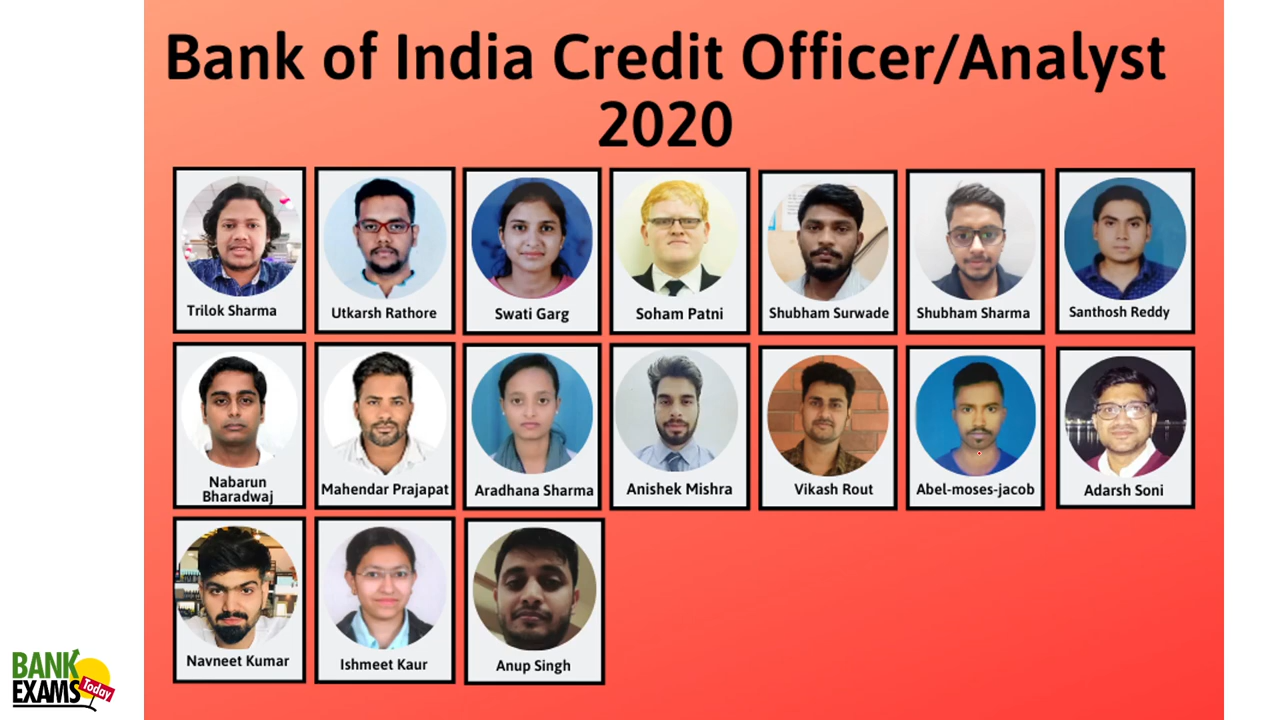 Bank of India Credit Officer/Analyst
2020
Trilok Sharma
Utkarsh Rathore
Swati Garg
Soham Patni
Shubham Surwade
Shubham Sharma
Santhosh Reddy
Nabarun
Bharadwaj
Mahendar Prajapat
Aradhana Sharma
Anishek Mishra
Vikash Rout
Abel-moses-jacob
Adarsh Soni
Navneet Kumar
Ishmeet Kaur
Anup Singh
BANK
EXAMS Today